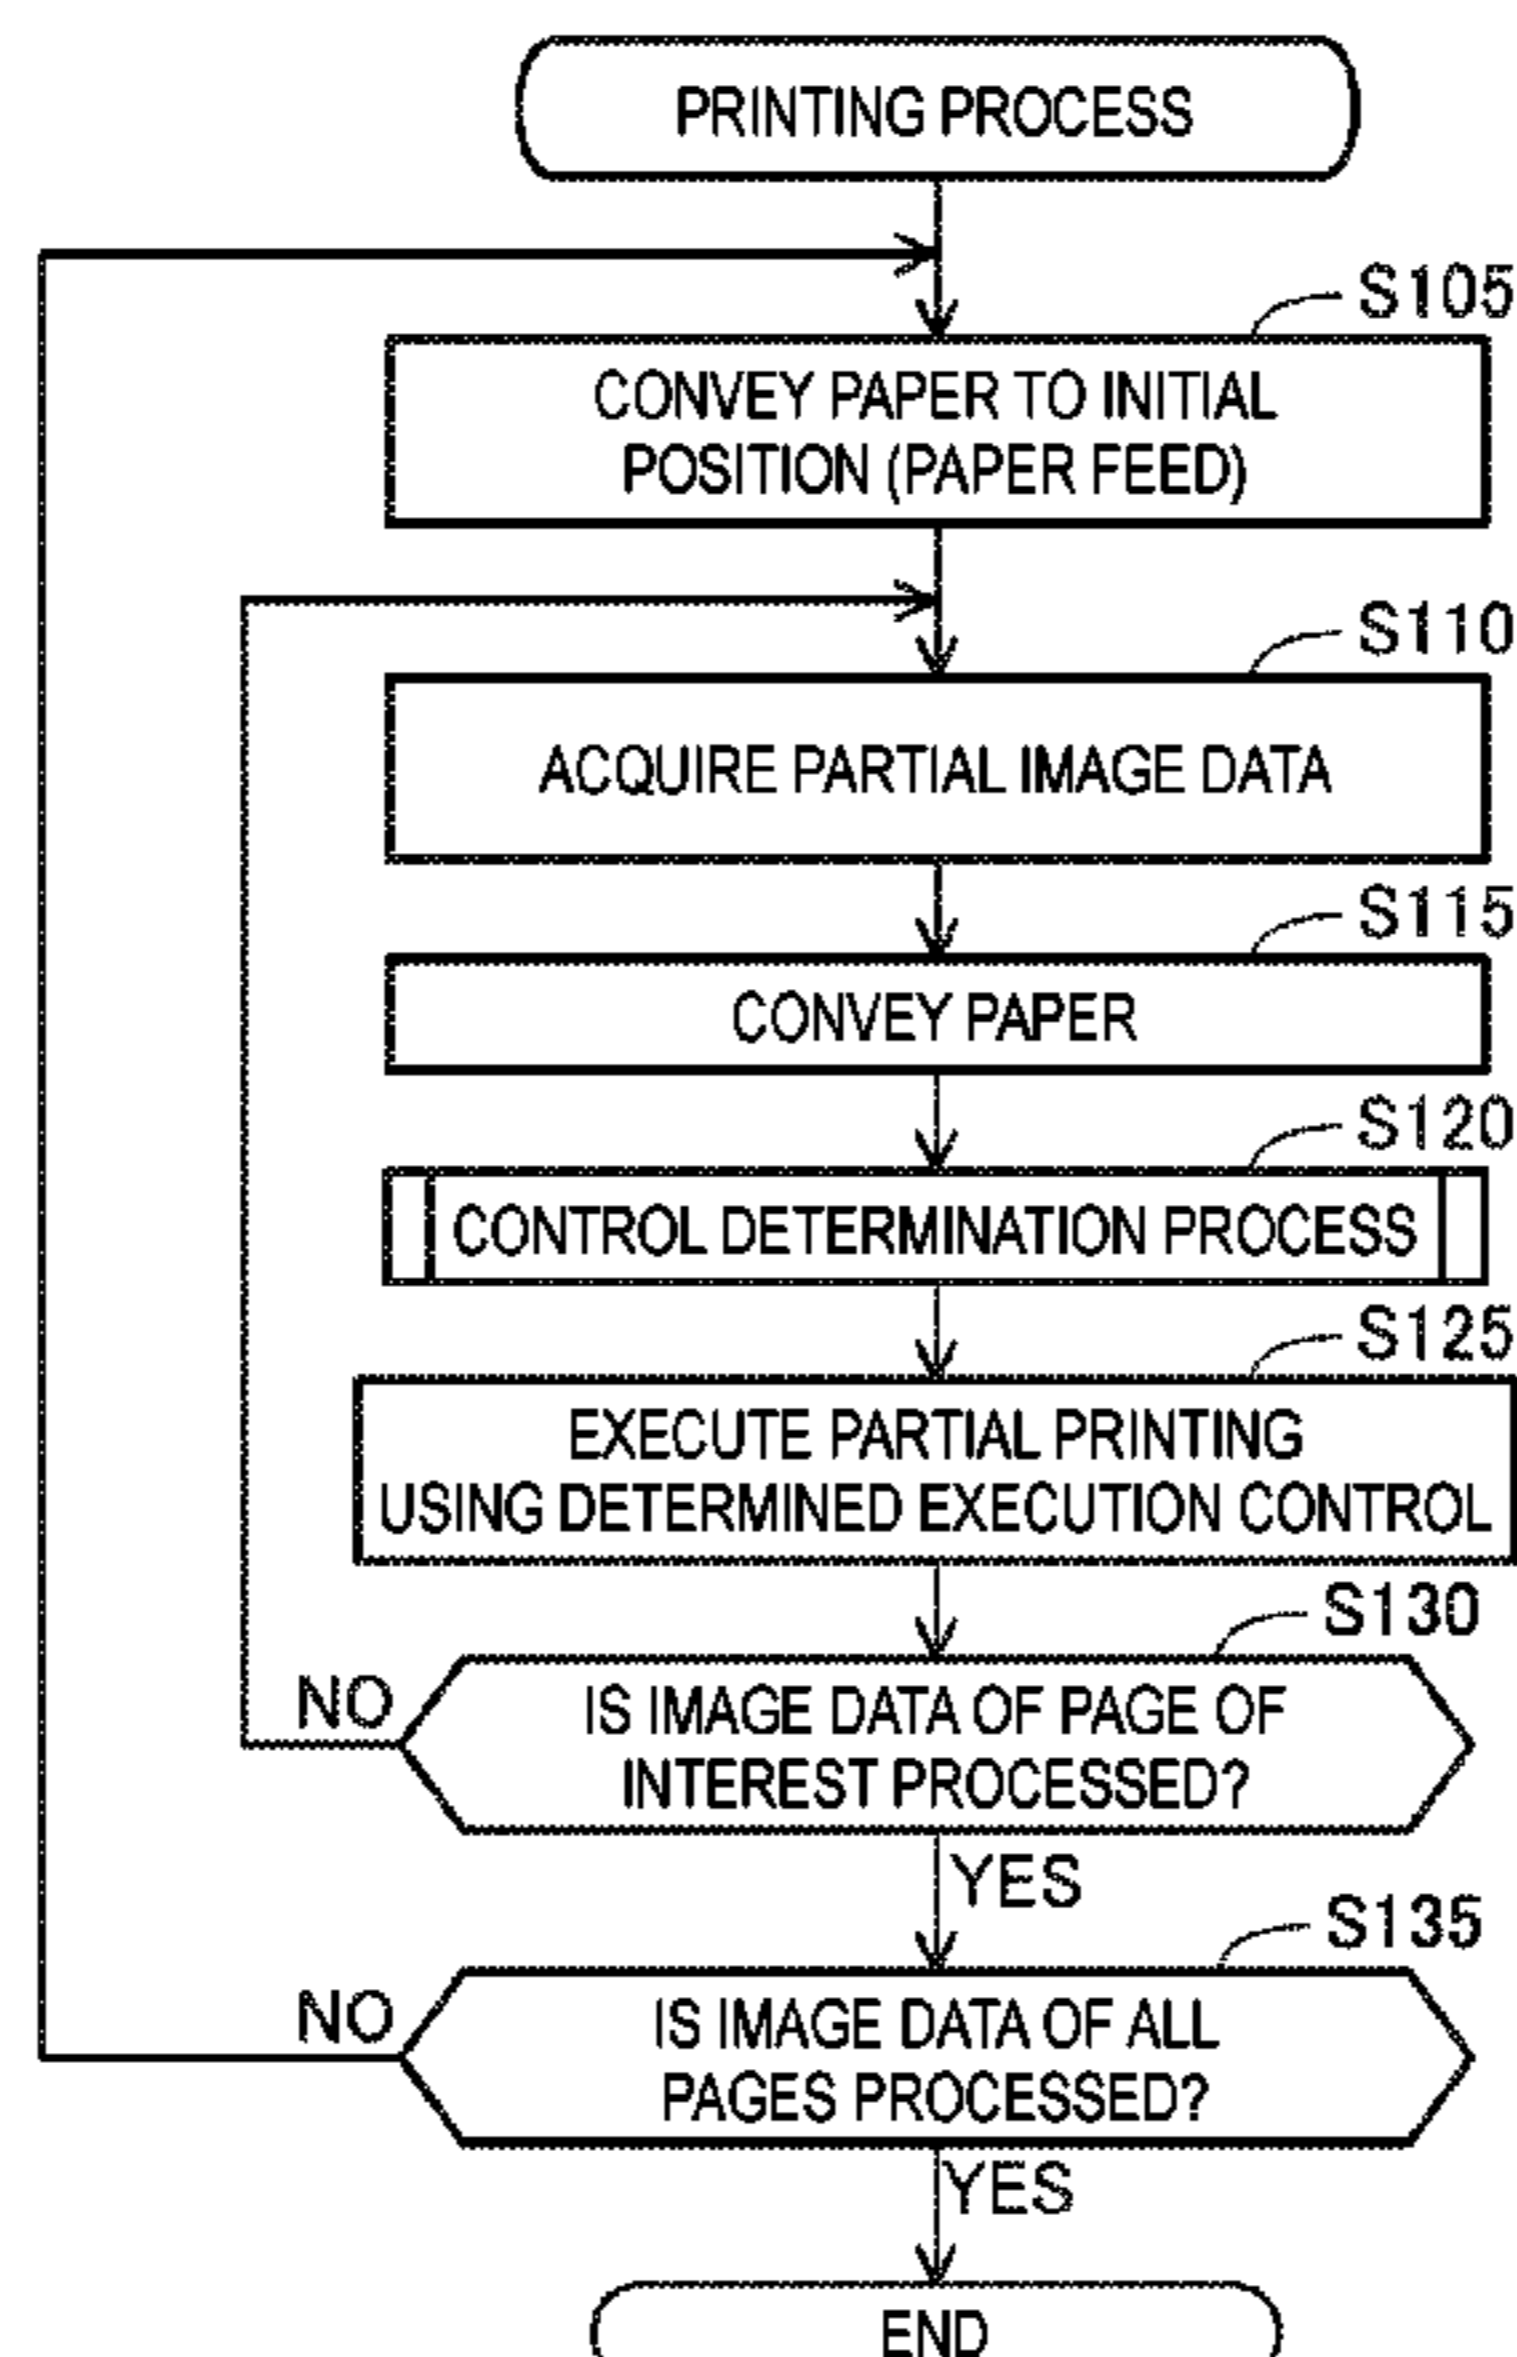 PRINTING PROCESS
S105
CONVEY PAPER TO INITIAL
POSITION (PAPER FEED)
S110
ACQUIRE PARTIAL IMAGE DATA
S115
CONVEY PAPER
S120
CONTROL DETERMINATION PROCESS
S125
EXECUTE PARTIAL PRINTING
USING DETERMINED EXECUTION CONTROL
S130
NO
IS IMAGE DATA OF PAGE OF
INTEREST PROCESSED?
YES
S135
NO
IS IMAGE DATA OF ALL
PAGES PROCESSED?
YES
END